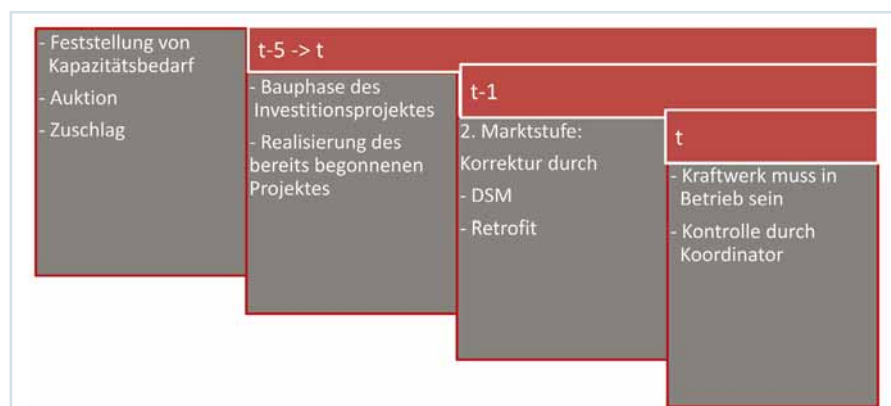 - Feststellung von
Kapazitätsbedarf
- Auktion
- Zuschlag
t-5 -> t
- Bauphase des
Investitionsprojektes
- Realisierung des
bereits begonnenen
Projektes
t-1
2. Marktstufe:
Korrektur durch
- DSM
- Retrofit
t
- Kraftwerk muss in
Betrieb sein
- Kontrolle durch
Koordinator